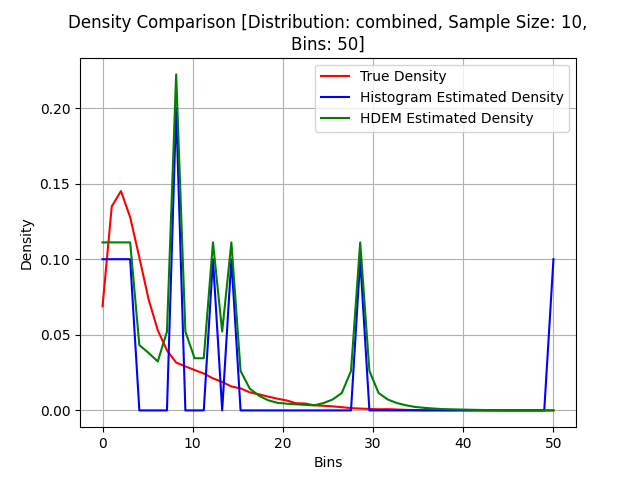 Density Comparison [Distribution: combined, Sample Size: 10,
Bins: 50]
True Density
Histogram Estimated Density
HDEM Estimated Density
Density
0.20
0.15
0.10
0.05
0.00
0 10 20 30 40 50
Bins